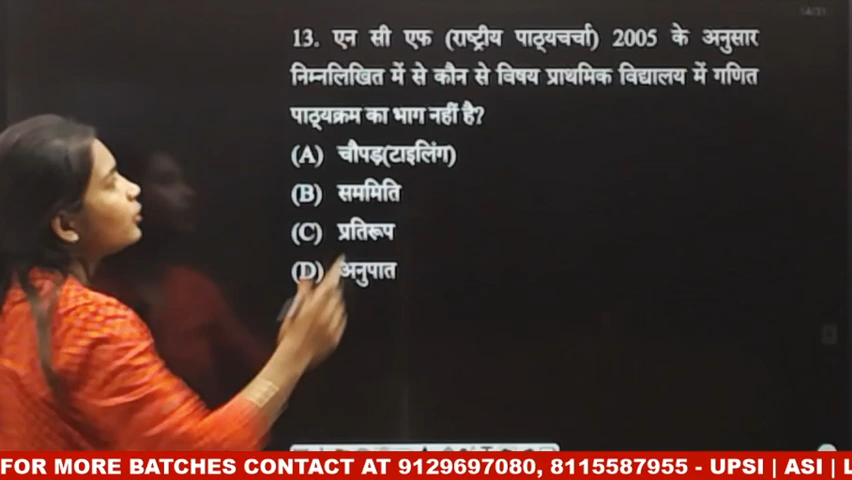 13. एन सी एफ (राष्ट्रीय पाठ्यचर्चा) 2005 के अनुसार
निम्नलिखित में से कौन से विषय प्राथमिक विद्यालय में गणित
पाठ्यक्रम का भाग नहीं है?
(A) चौपड़(टाइलिंग)
(B) सममिति
(C) प्रतिरूप
(D) अनुपात
FOR MORE BATCHES CONTACT AT 9129697080, 8115587955 - UPSI | ASI | L